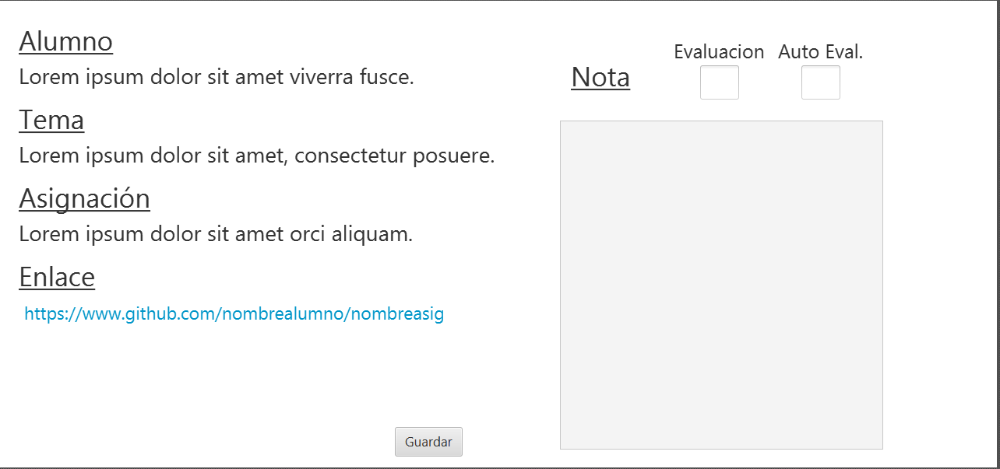 Alumno
Lorem ipsum dolor sit amet viverra fusce.
Tema
Lorem ipsum dolor sit amet, consectetur posuere.
Asignación
Lorem ipsum dolor sit amet orci aliquam.
Enlace
https://www.github.com/nombrealumno/nombreasig
Guardar
Evaluacion Auto Eval.
Nota